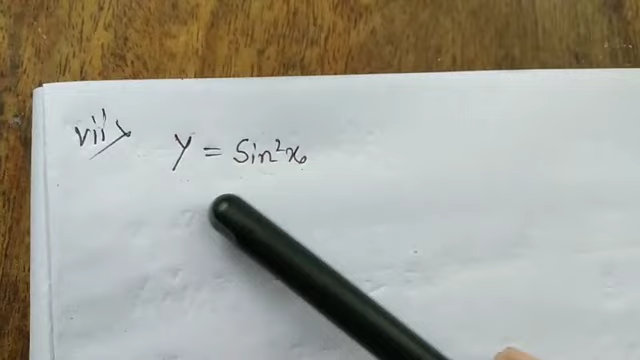 vii> y = Sin²x